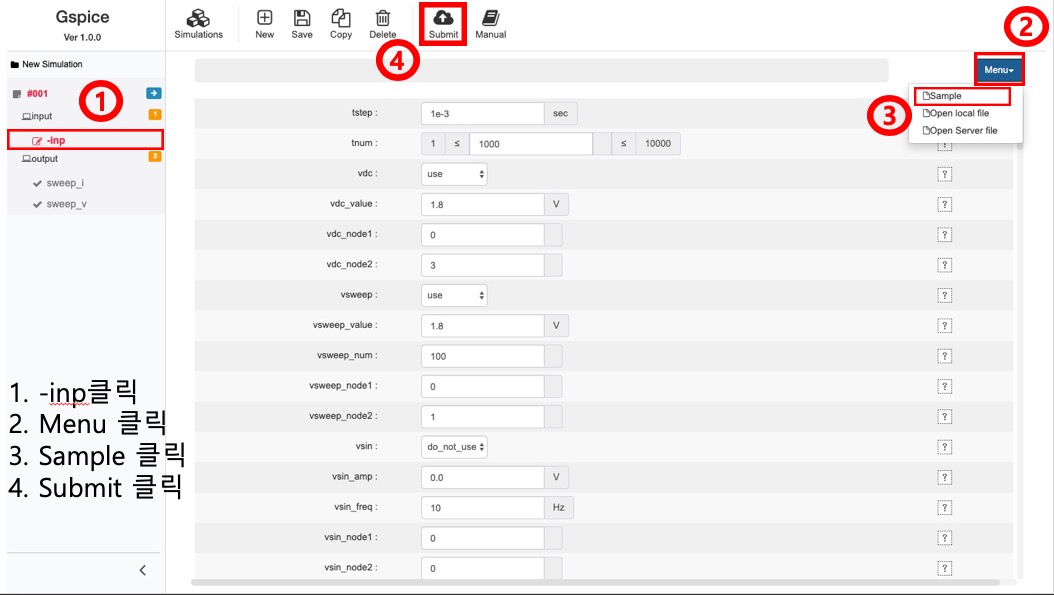 Gspice
Ver 1.0.0
Simulations
New
Save
Copy
Delete
Submit
Manual
4
2
New Simulation
Menu
#001
1
input
1
-inp
output
2
sweep_i
sweep_v
Sample
3
Open local file
Open Server file
tstep :
1e-3
sec
tnum :
1 ≤ 1000 ≤ 10000
?
vdc :
use
?
vdc_value :
1.8
V
?
vdc_node1 :
0
?
vdc_node2 :
3
?
vsweep :
use
?
vsweep_value :
1.8
V
?
vsweep_num :
100
?
vsweep_node1 :
0
?
vsweep_node2 :
1
?
vsin :
do_not_use
?
vsin_amp :
0.0
V
?
vsin_freq :
10
Hz
?
vsin_node1 :
0
?
vsin_node2 :
0
?
1. -inp클릭
2. Menu 클릭
3. Sample 클릭
4. Submit 클릭